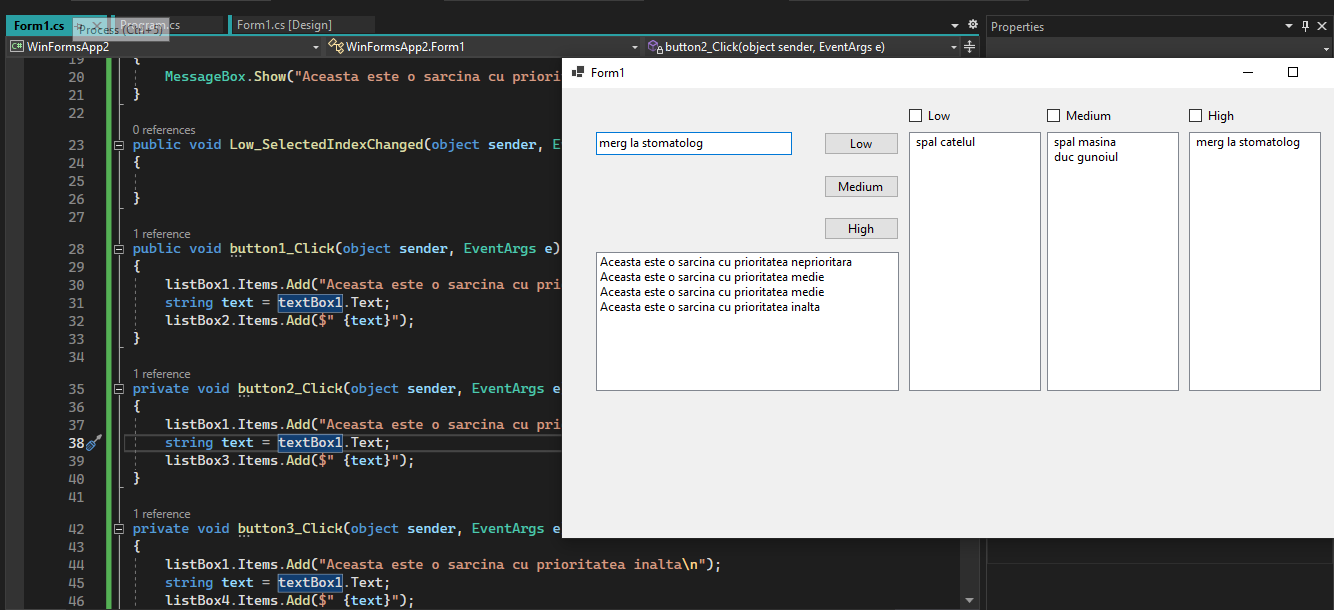 Form1.cs
Program.cs
Form1.cs [Design]
Process (Ctrl+5)
WinFormsApp2
WinFormsApp2.Form1
button2_Click(object sender, EventArgs e)
Properties
19 {
20 MessageBox.Show("Aceasta este o sarcina cu priori
21 }
22
0 references
23 public void Low_SelectedIndexChanged(object sender, E
24 {
25
26 }
27
1 reference
28 public void button1_Click(object sender, EventArgs e)
29 {
30 listBox1.Items.Add("Aceasta este o sarcina cu pri
31 string text = textBox1.Text;
32 listBox2.Items.Add($" {text}");
33 }
34
1 reference
35 private void button2_Click(object sender, EventArgs e
36 {
37 listBox1.Items.Add("Aceasta este o sarcina cu pri
38 string text = textBox1.Text;
39 listBox3.Items.Add($" {text}");
40 }
41
1 reference
42 private void button3_Click(object sender, EventArgs e
43 {
44 listBox1.Items.Add("Aceasta este o sarcina cu prioritatea inalta\n");
45 string text = textBox1.Text;
46 listBox4.Items.Add($" {text}");
Form1
merg la stomatolog
Low
Medium
High
Aceasta este o sarcina cu prioritatea neprioritara
Aceasta este o sarcina cu prioritatea medie
Aceasta este o sarcina cu prioritatea medie
Aceasta este o sarcina cu prioritatea inalta
Low
spal catelul
Medium
spal masina
duc gunoiul
High
merg la stomatolog